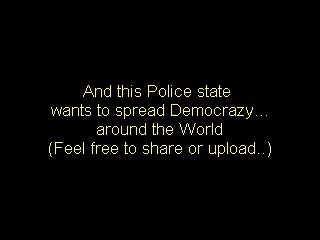 And this Police state
wants to spread Democrazy...
around the World
(Feel free to share or upload..)